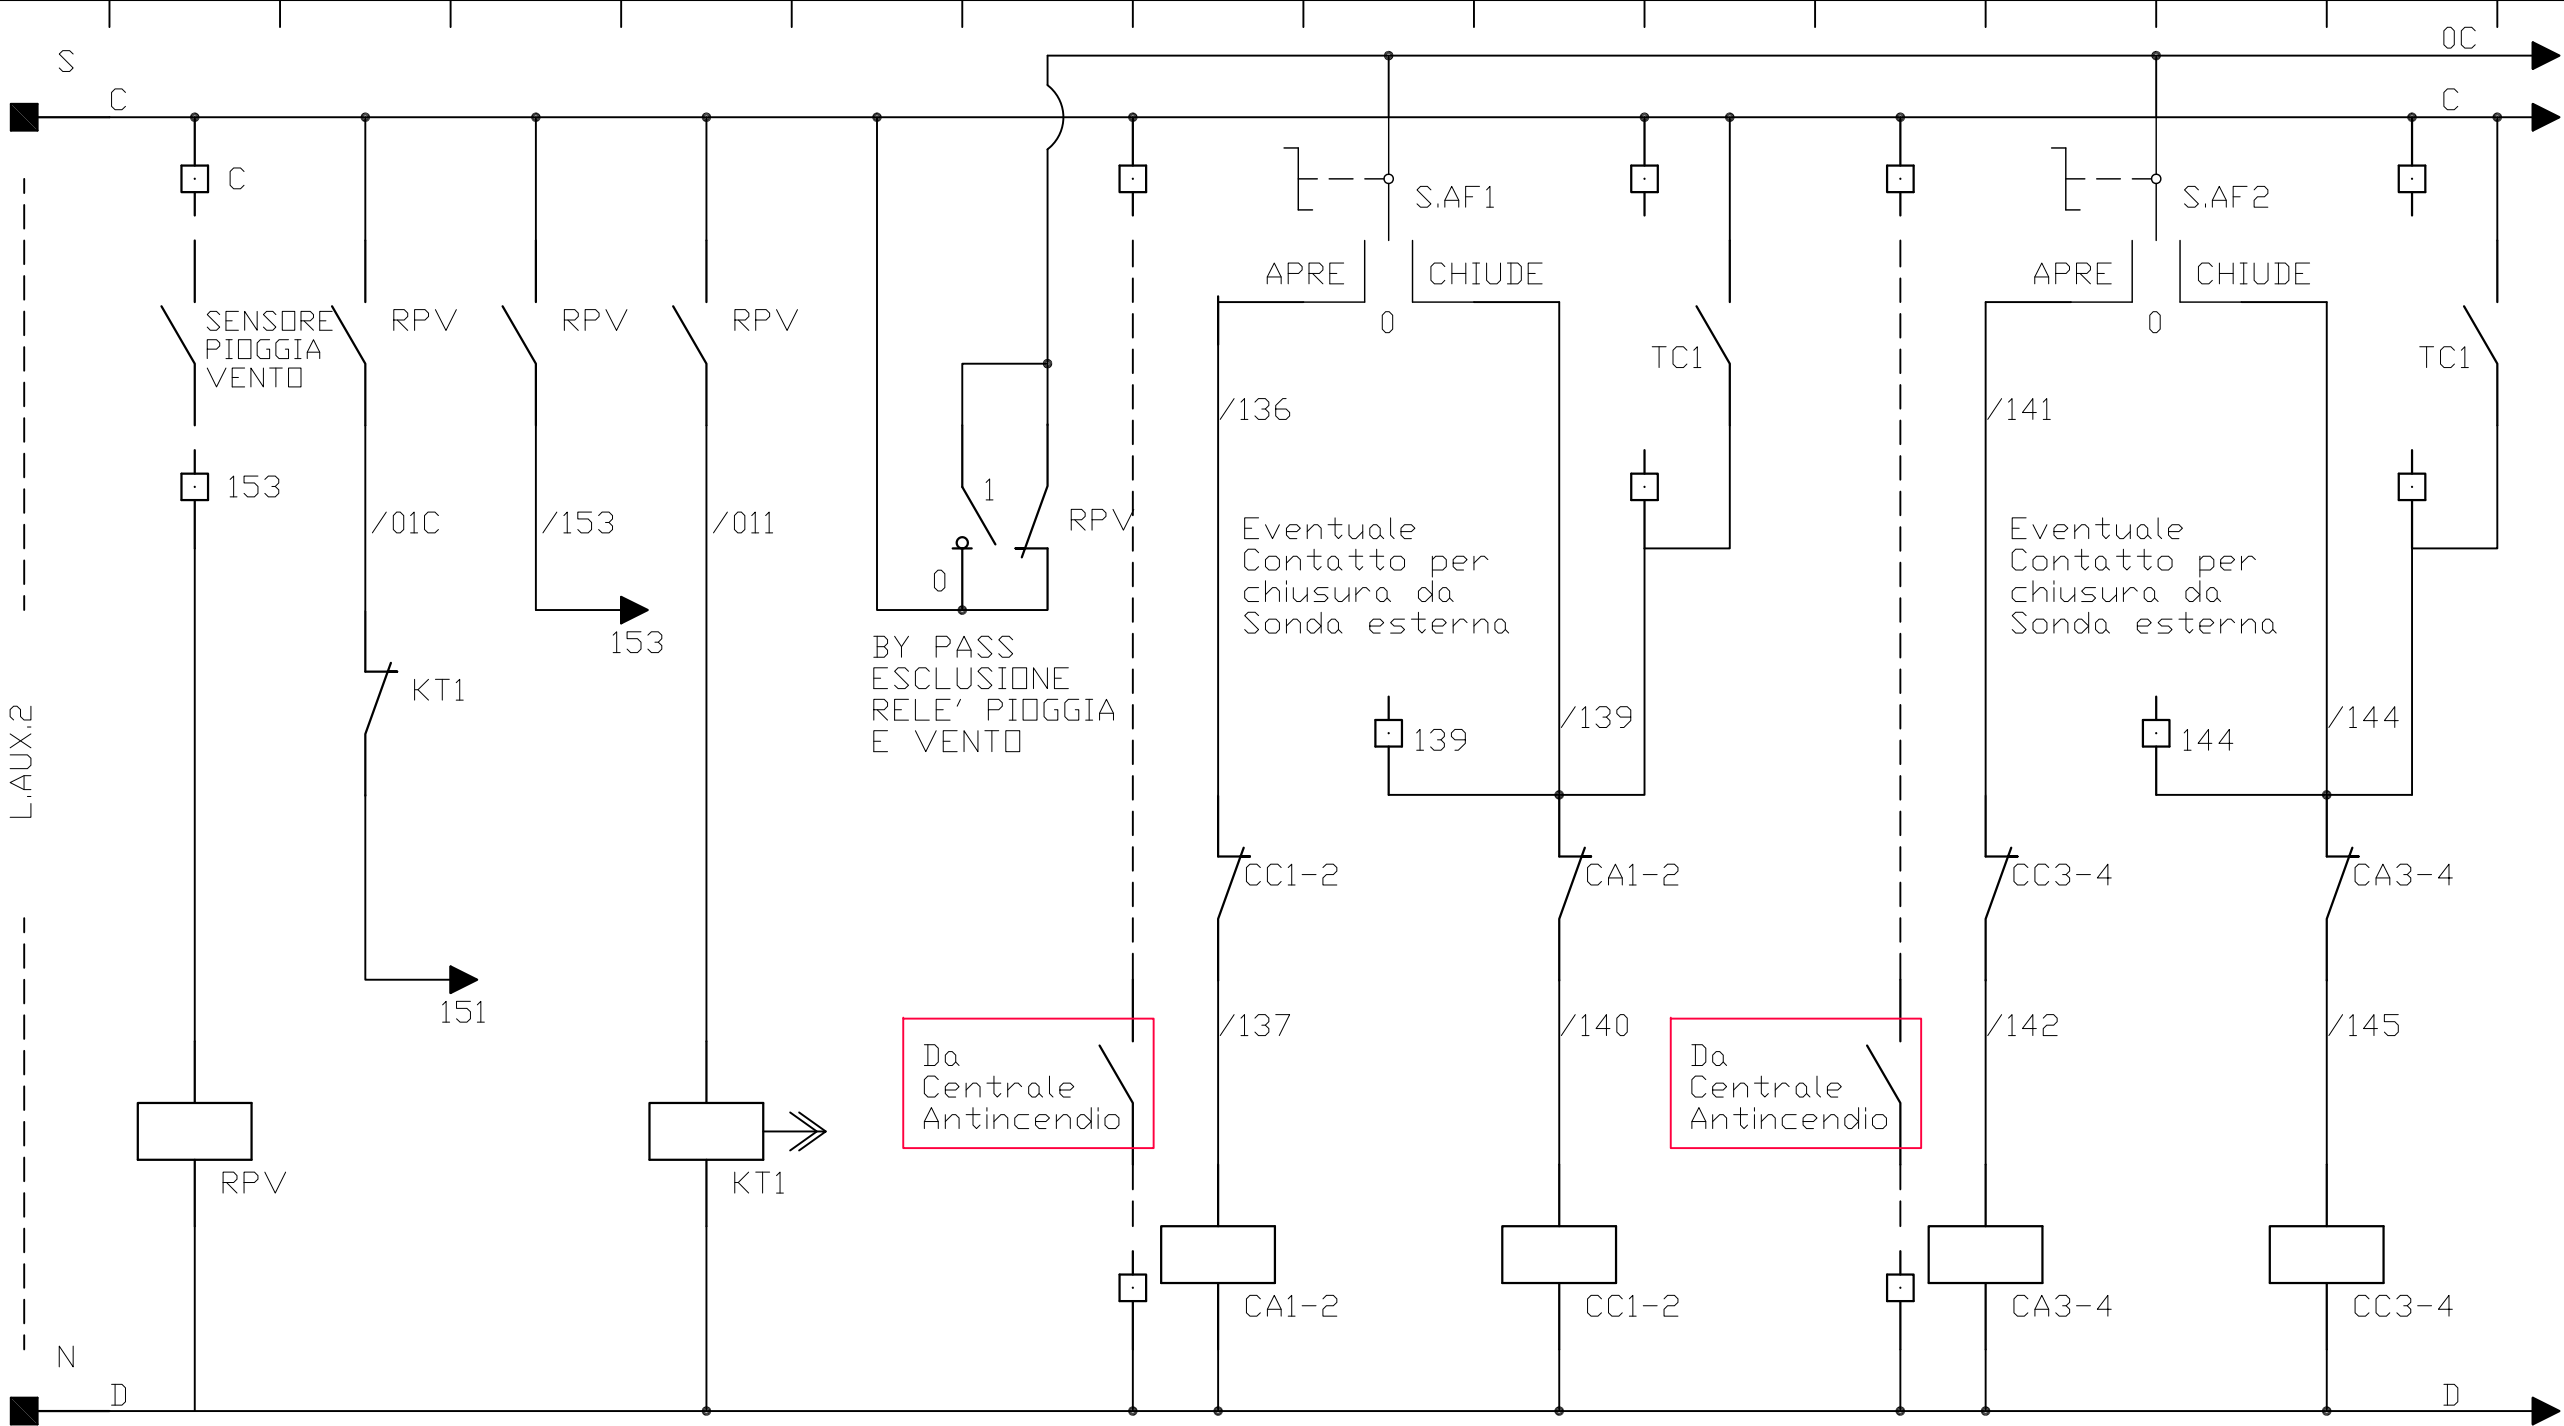 S
0C
C
C
C
S.AF1
S.AF2
APRE
CHIUDE
APRE
CHIUDE
0
0
SENSORE
PIOGGIA
VENTO
RPV
RPV
RPV
TC1
TC1
/136
/141
153
1
/01C
/153
/011
RPV
0
Eventuale
Contatto per
chiusura da
Sonda esterna
Eventuale
Contatto per
chiusura da
Sonda esterna
153
BY PASS
ESCLUSIONE
RELE' PIOGGIA
E VENTO
KT1
L.AUX.2
139
/139
144
/144
CC1-2
CA1-2
CC3-4
CA3-4
151
/137
/140
/142
/145
Da
Centrale
Antincendio
Da
Centrale
Antincendio
RPV
KT1
CA1-2
CC1-2
CA3-4
CC3-4
N
D
D